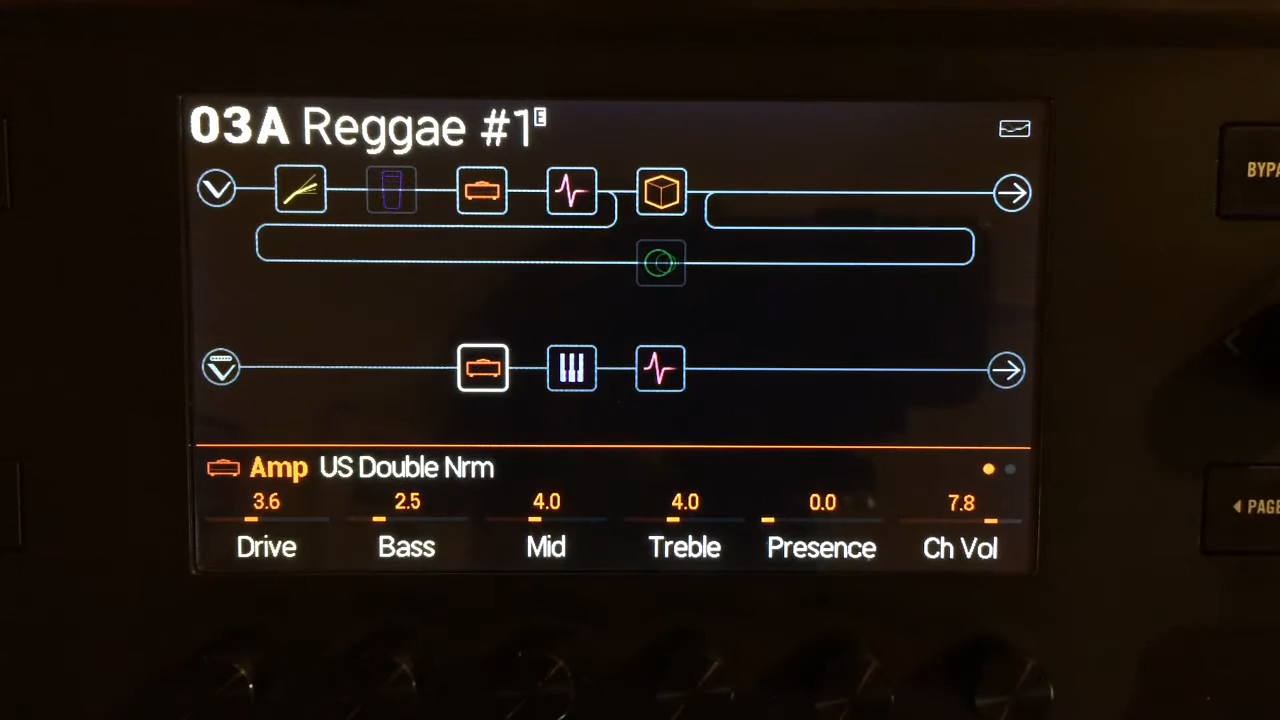 03A Reggae #1 E
BYPA
Amp US Double Nrm
3.6 2.5 4.0 4.0 0.0 7.8
PAGE
Drive Bass Mid Treble Presence Ch Vol